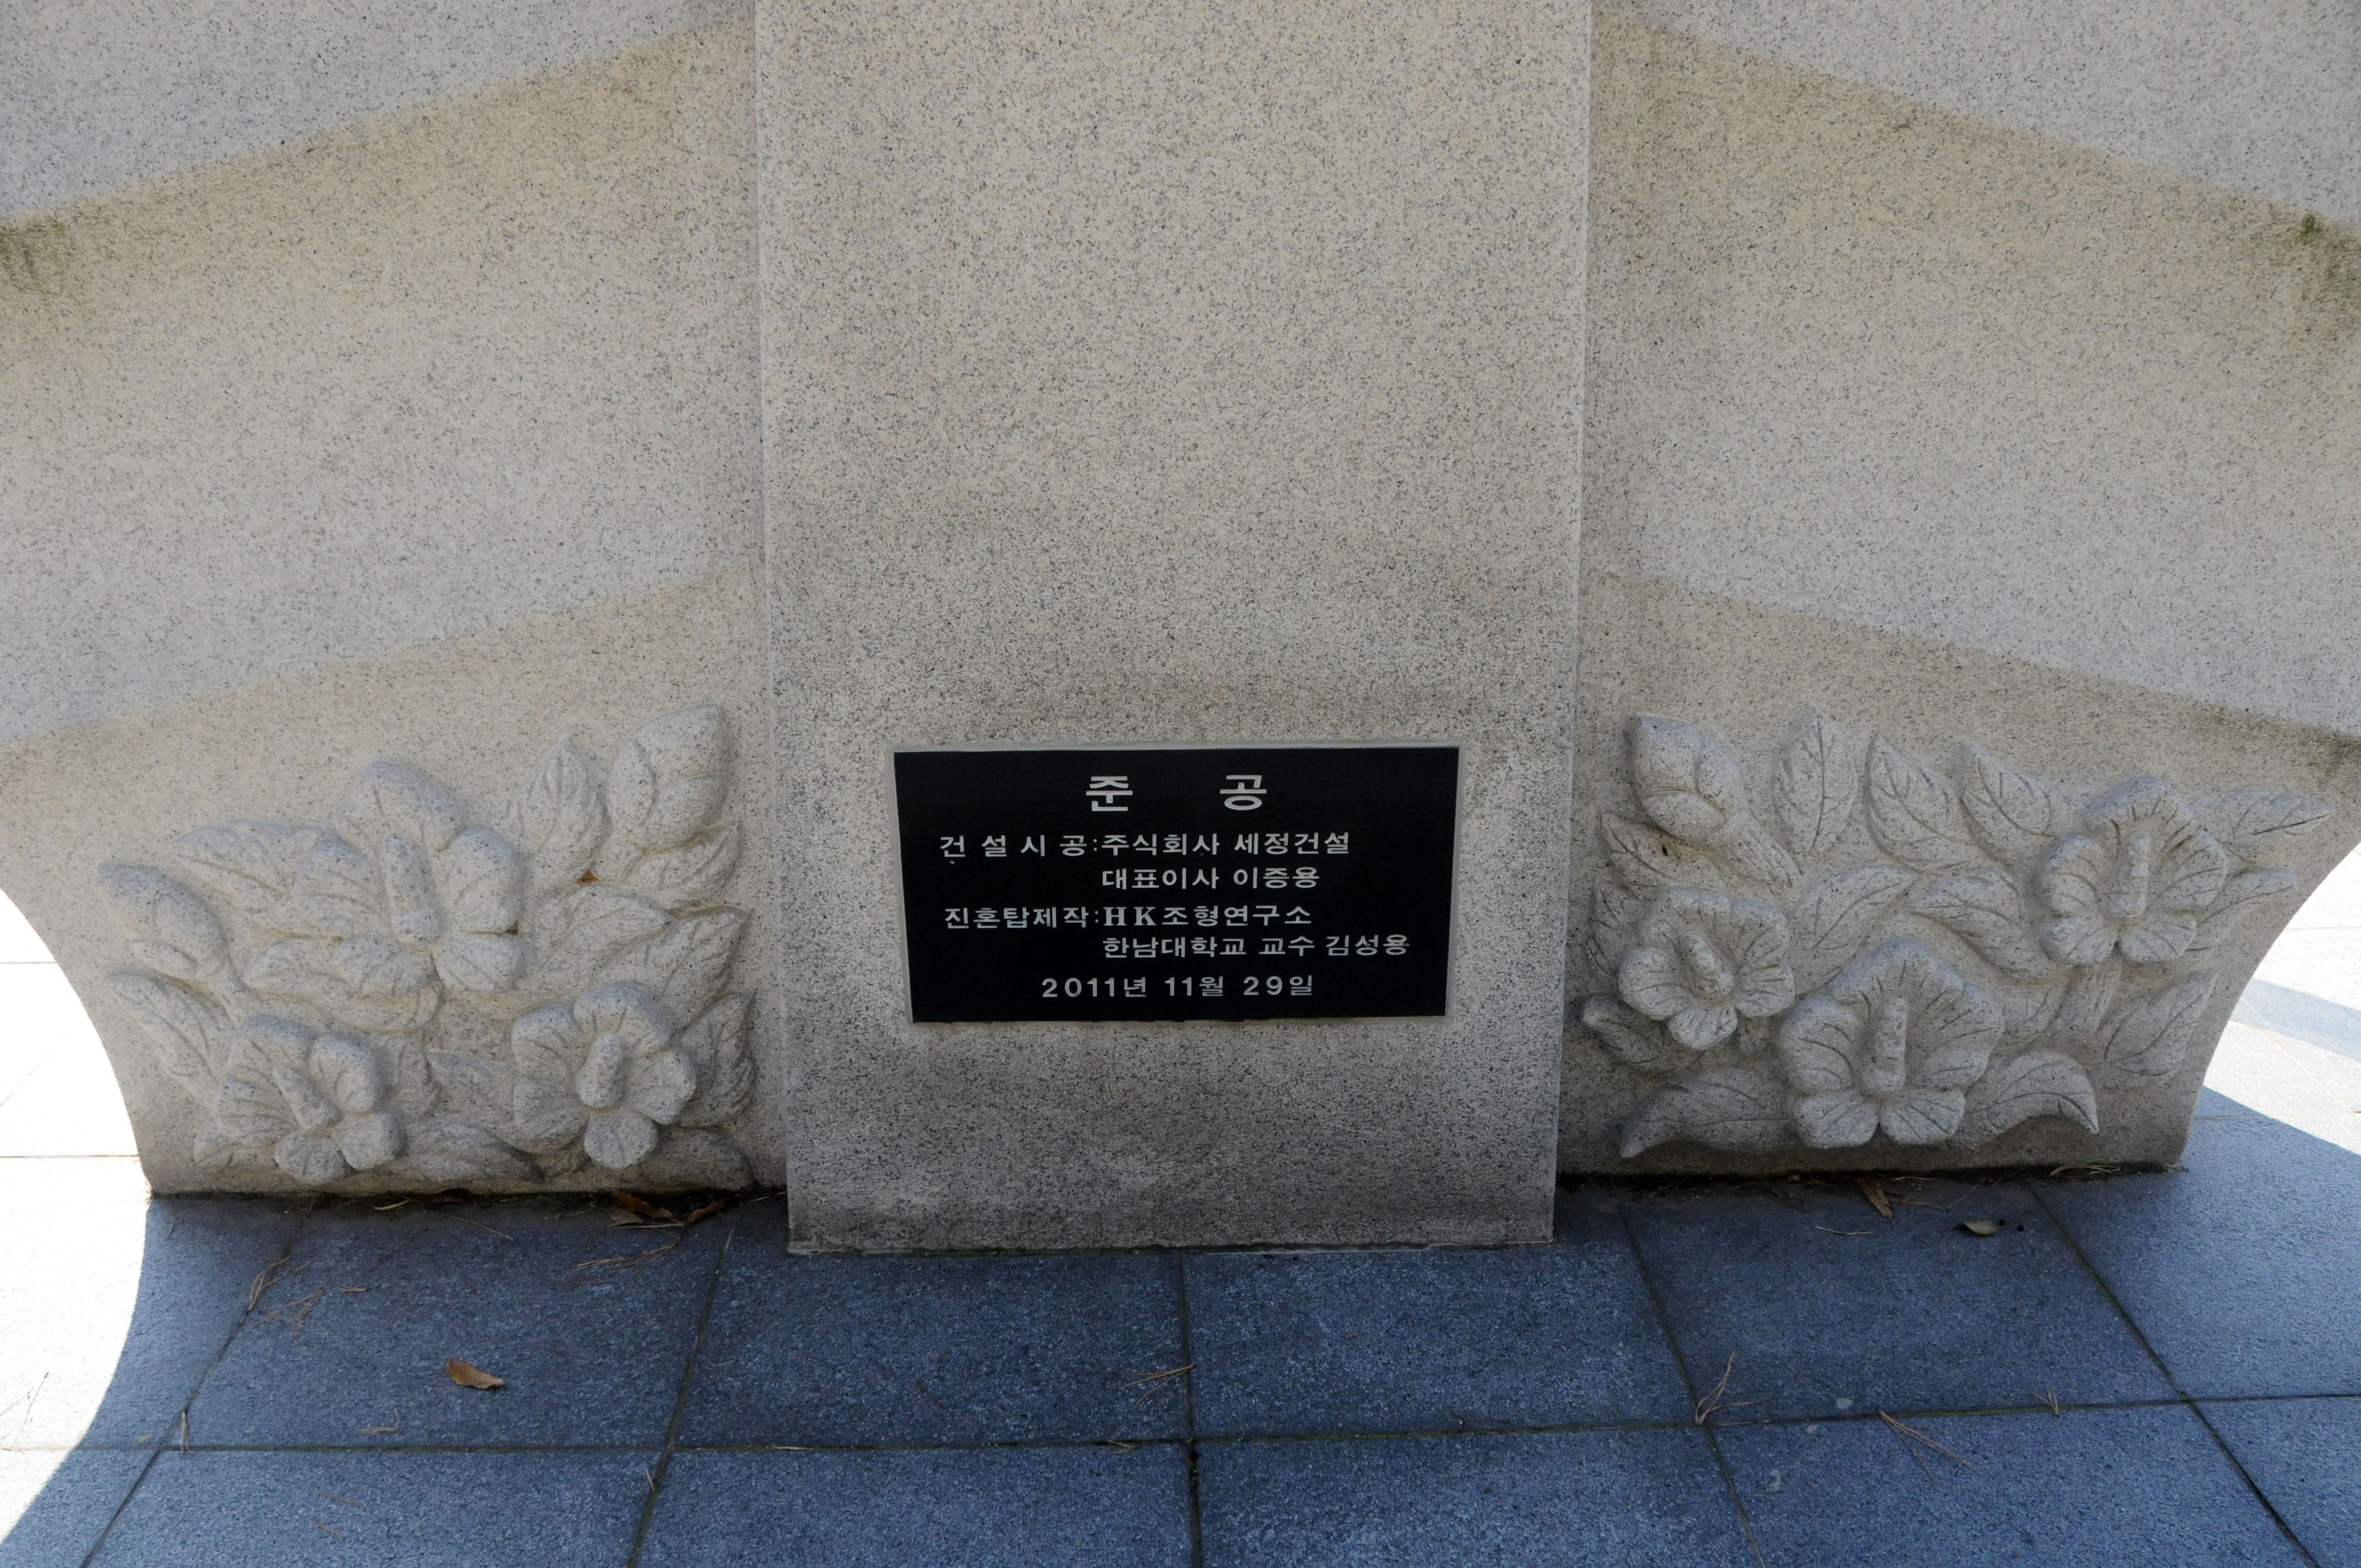 준 공
건 설 시 공:주식회사 세정건설
대표이사 이증용
진혼탑제작:HK조형연구소
한남대학교 교수 김성용
2011년 11월 29일